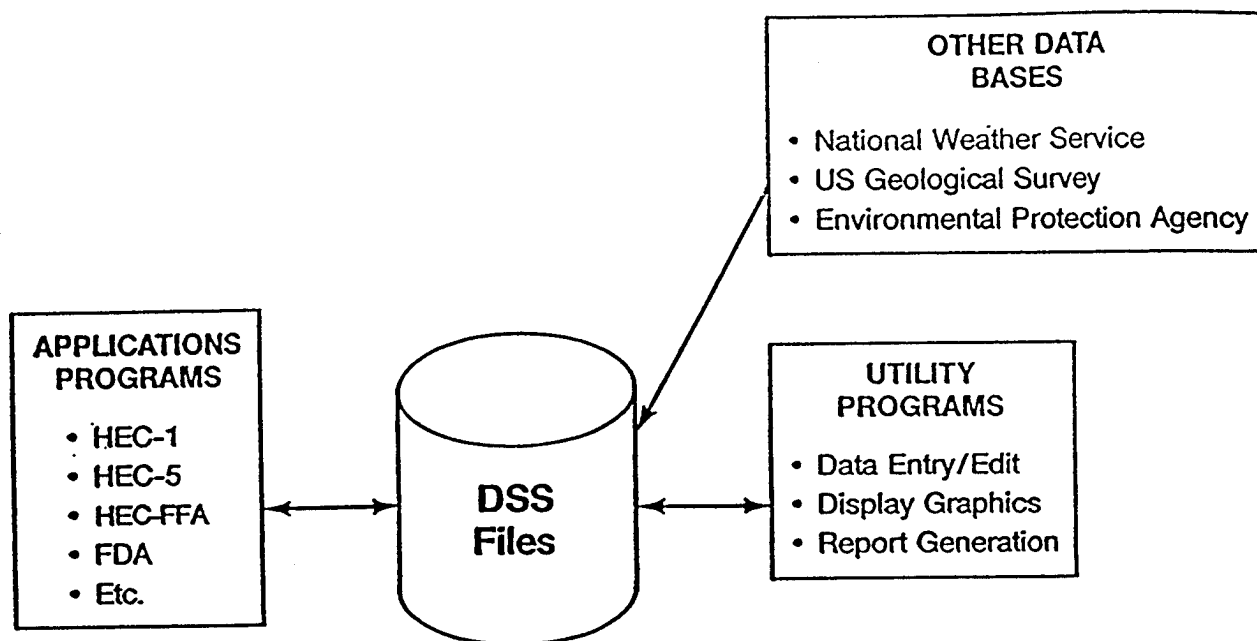 OTHER DATA
BASES
• National Weather Service
• US Geological Survey
• Environmental Protection Agency
APPLICATIONS
PROGRAMS
• HEC-1
• HEC-5
• HEC-FFA
• FDA
• Etc.
DSS
Files
UTILITY
PROGRAMS
• Data Entry/Edit
• Display Graphics
• Report Generation